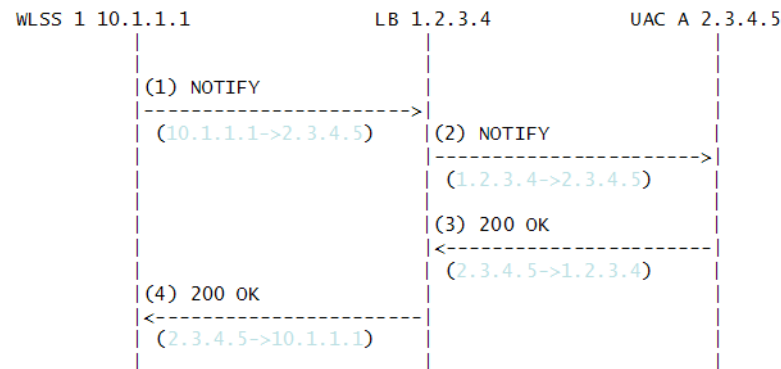 WLSS 1 10.1.1.1 LB 1.2.3.4 UAC A 2.3.4.5
(1) NOTIFY
---------------------->
(10.1.1.1->2.3.4.5) (2) NOTIFY
---------------------->
(1.2.3.4->2.3.4.5)
(3) 200 OK
<----------------------
(2.3.4.5->1.2.3.4)
(4) 200 OK
<----------------------
(2.3.4.5->10.1.1.1)